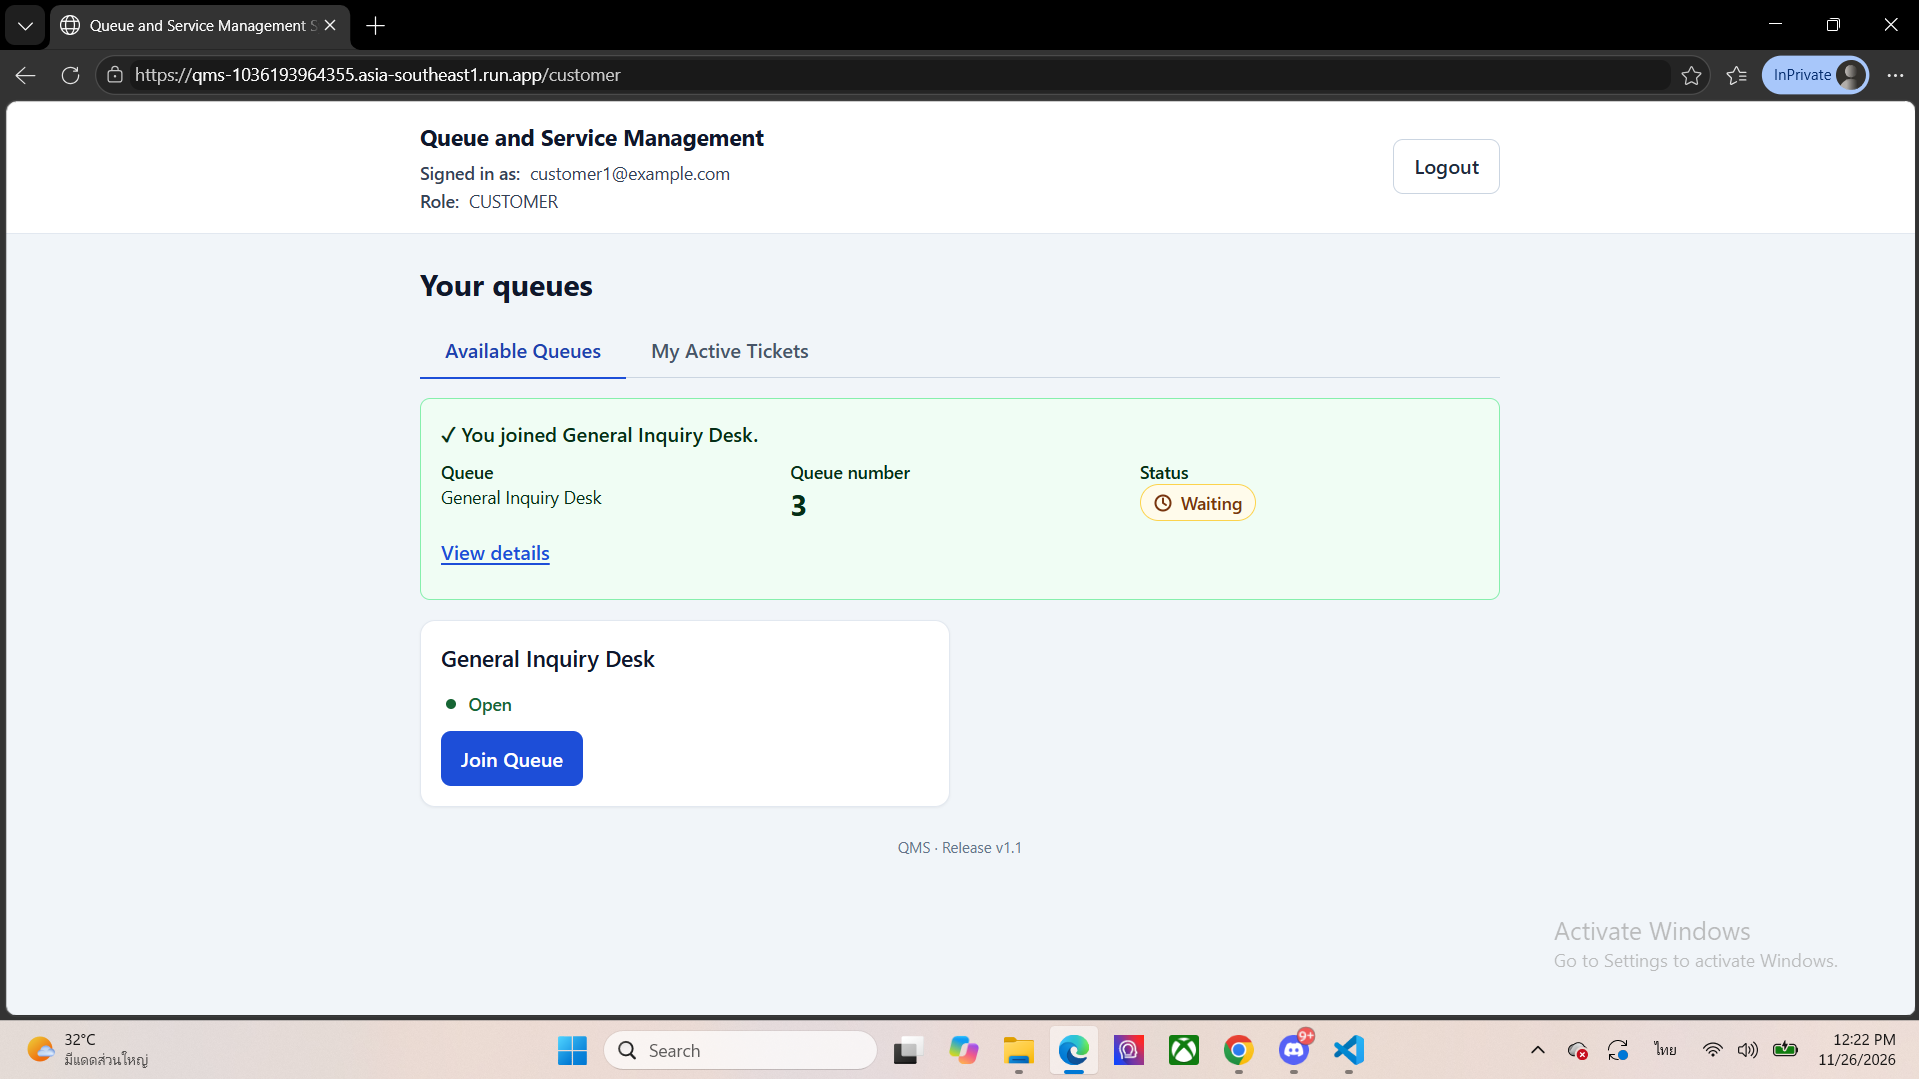 Queue and Service Management S
https://qms-1036193964355.asia-southeast1.run.app/customer
InPrivate
Queue and Service Management
Signed in as: customer1@example.com
Role: CUSTOMER
Logout
Your queues
Available Queues
My Active Tickets
✓ You joined General Inquiry Desk.
Queue
General Inquiry Desk
Queue number
3
Status
Waiting
View details
General Inquiry Desk
Open
Join Queue
QMS · Release v1.1
Activate Windows
Go to Settings to activate Windows.
32°C
มีแดดส่วนใหญ่
Search
9+
ไทย
12:22 PM
11/26/2026